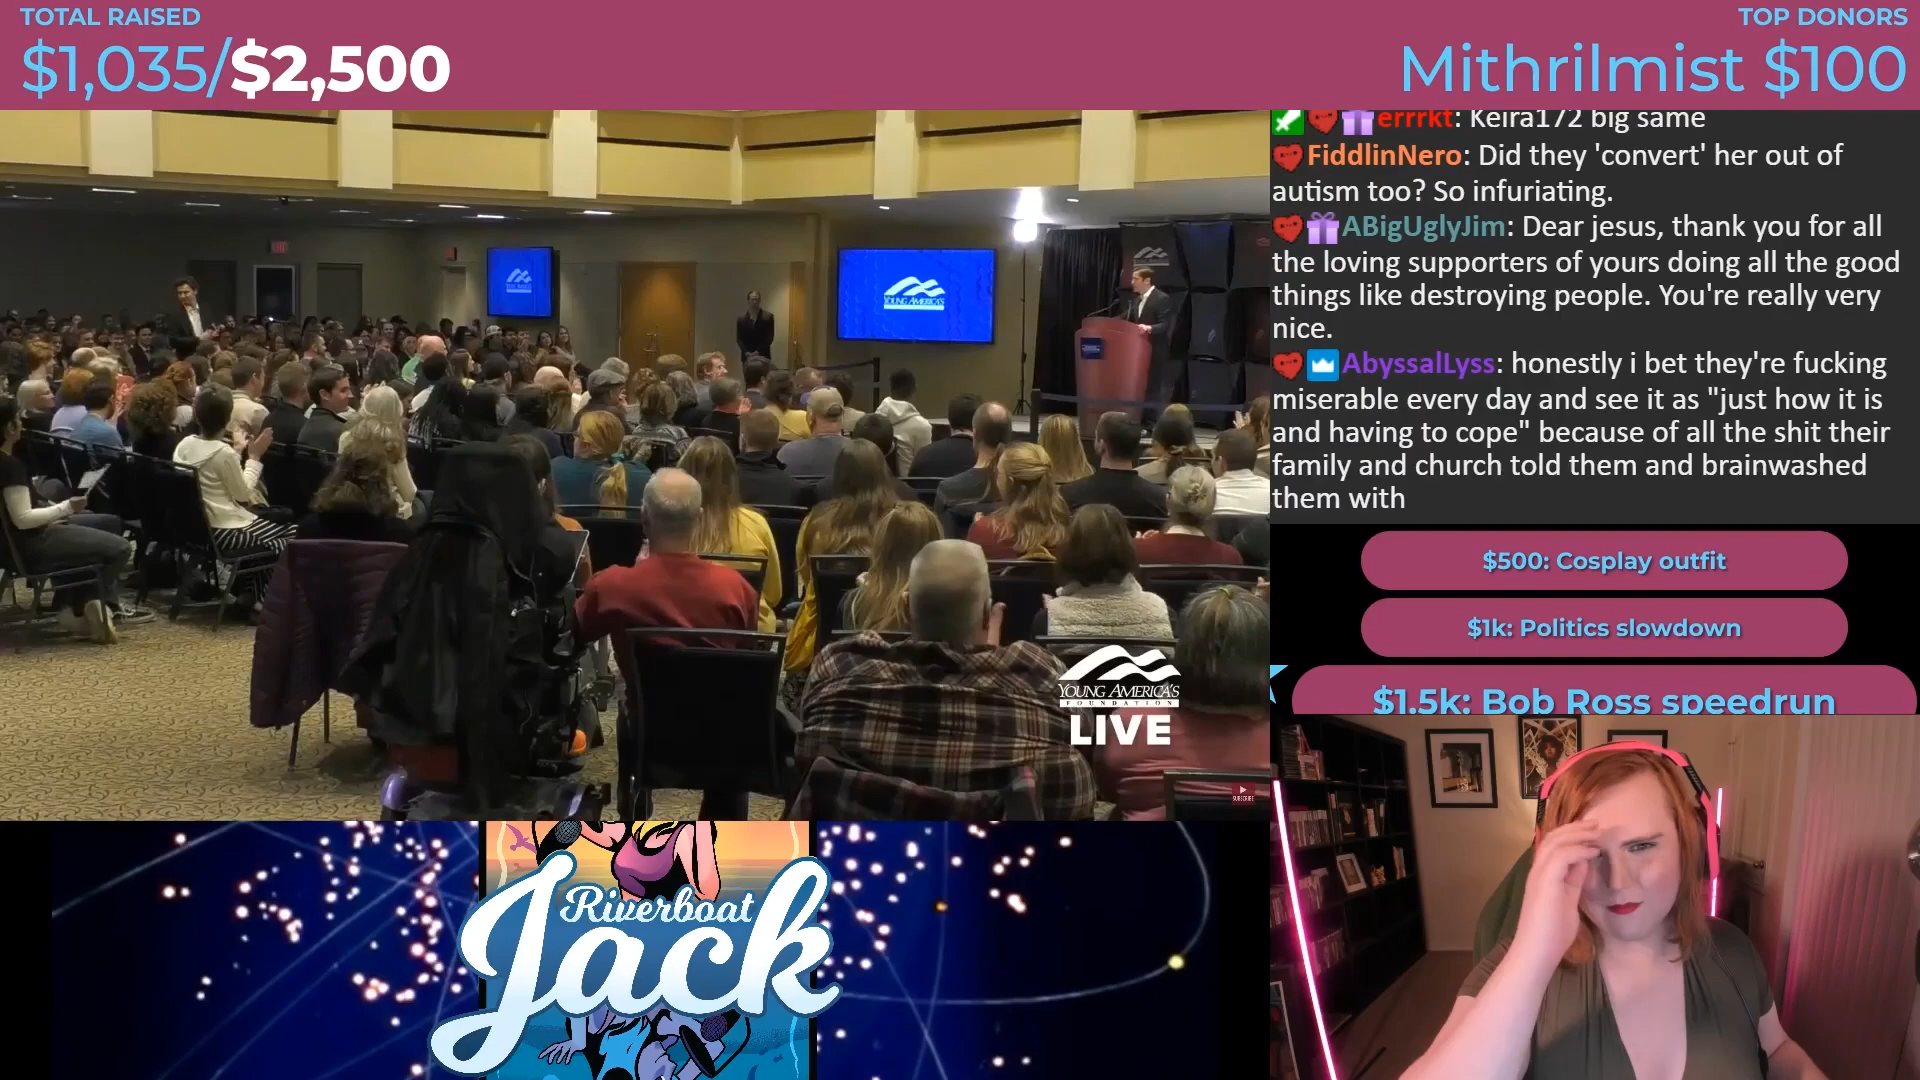 TOTAL RAISED
$1,035/$2,500
TOP DONORS
Mithrilmist $100
errrkt: Keira172 big same
FiddlinNero: Did they 'convert' her out of
autism too? So infuriating.
ABigUglyJim: Dear jesus, thank you for all
the loving supporters of yours doing all the good
things like destroying people. You're really very
nice.
AbyssalLyss: honestly i bet they're fucking
miserable every day and see it as "just how it is
and having to cope" because of all the shit their
family and church told them and brainwashed
them with
$500: Cosplay outfit
$1k: Politics slowdown
$1.5k: Bob Ross speedrun
YOUNG AMERICA'S
YOUNG AMERICA'S
FOUNDATION
LIVE
SUBSCRIBE
Riverboat
Jack